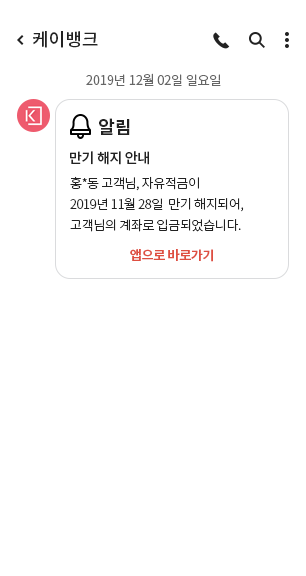 케이뱅크
2019년 12월 02일 일요일
알림
만기 해지 안내
홍*동 고객님, 자유적금이
2019년 11월 28일 만기 해지되어,
고객님의 계좌로 입금되었습니다.
앱으로 바로가기